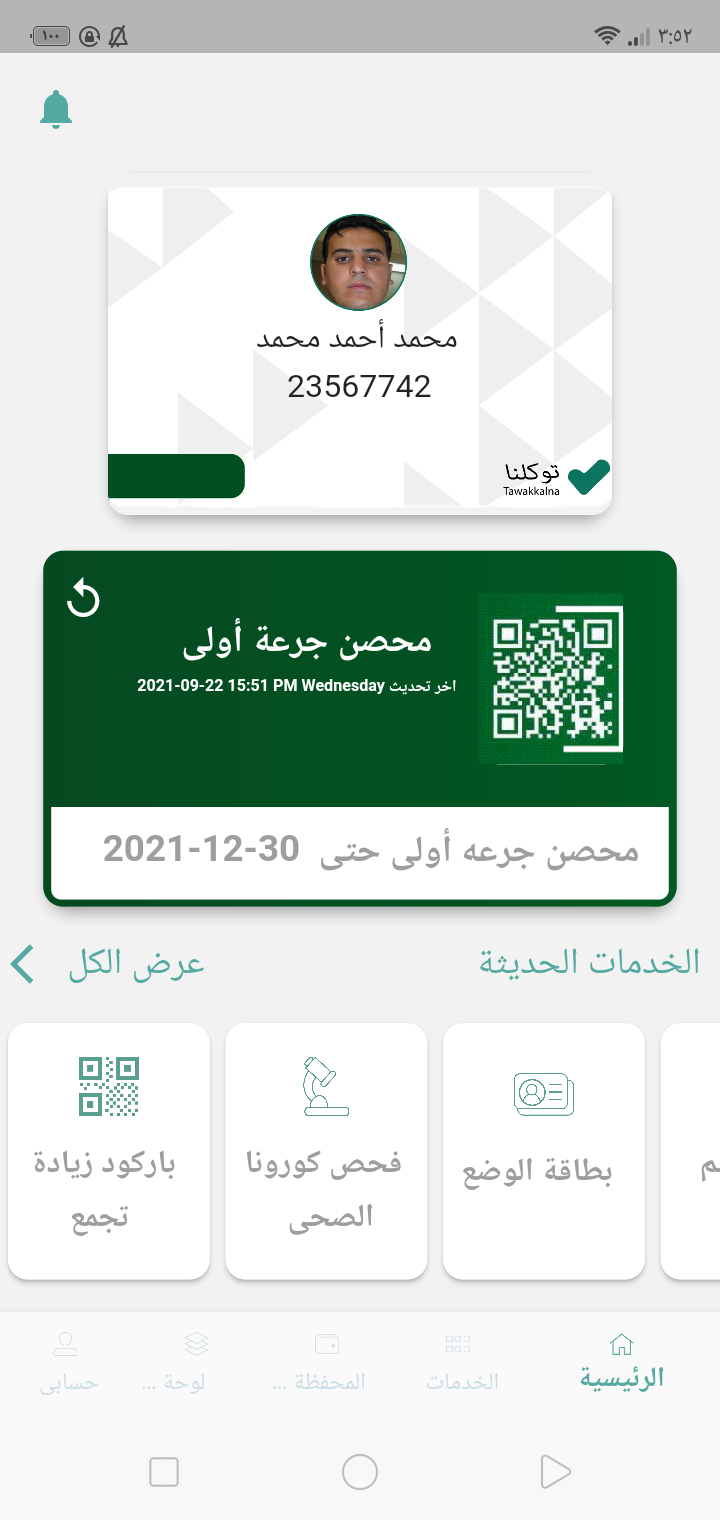 ٣:٥٢
١٠٠
محمد أحمد محمد
23567742
توكلنا
Tawakkalna
محصن جرعة أولى
اخر تحديث 2021-09-22 15:51 PM Wednesday
محصن جرعه أولى حتى 2021-12-30
الخدمات الحديثة
عرض الكل
بطاقة الوضع
فحص كورونا
الصحى
باركود زيادة
تجمع
الرئيسية
الخدمات
المحفظة ...
لوحة ...
حسابى